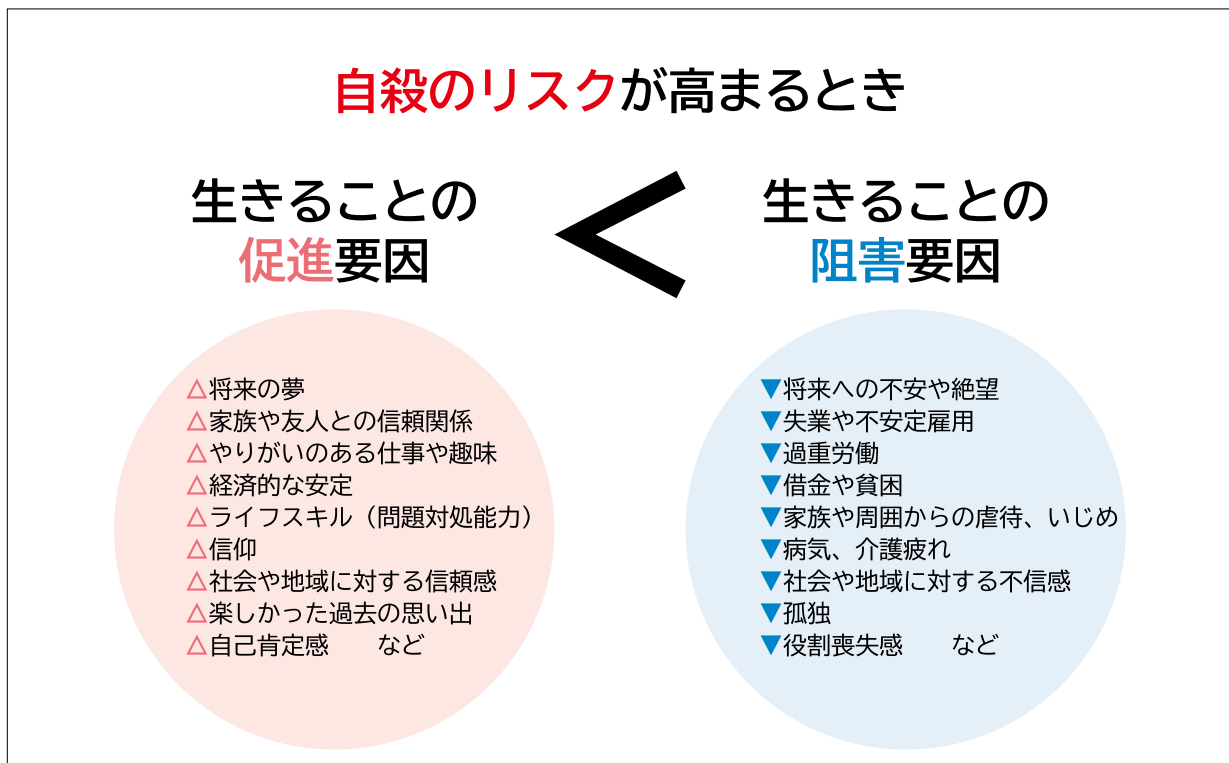 自殺のリスクが高まるとき
生きることの
促進要因
＜
生きることの
阻害要因
△将来の夢
△家族や友人との信頼関係
△やりがいのある仕事や趣味
△経済的な安定
△ライフスキル（問題対処能力）
△信仰
△社会や地域に対する信頼感
△楽しかった過去の思い出
△自己肯定感　　など
▼将来への不安や絶望
▼失業や不安定雇用
▼過重労働
▼借金や貧困
▼家族や周囲からの虐待、いじめ
▼病気、介護疲れ
▼社会や地域に対する不信感
▼孤独
▼役割喪失感　　など